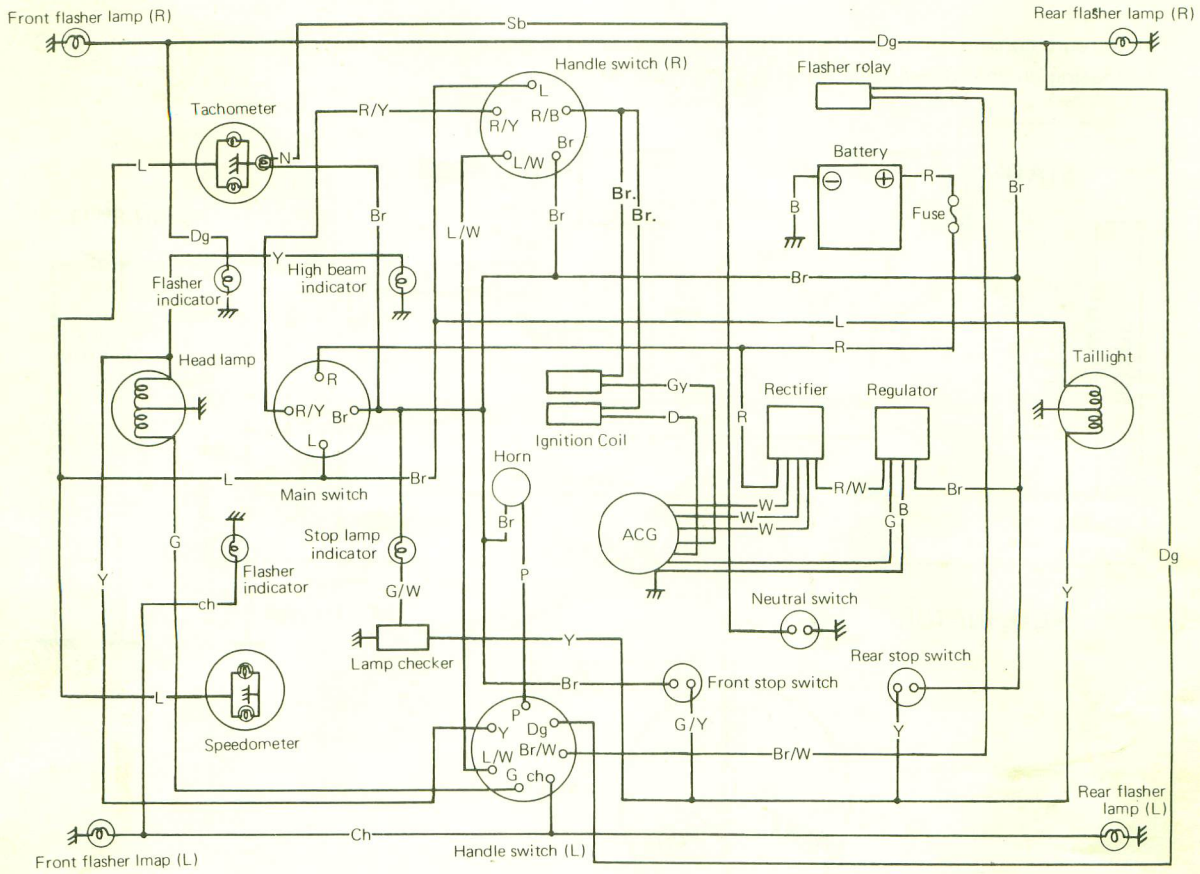 Front flasher lamp (R)
Sb
Rear flasher lamp (R)
Dg
Handle switch (R)
Flasher rolay
L
Tachometer
R/Y
R/Y
R/B
Br
L/W
N
L
Battery
R
Br
B
Fuse
Br.
Br.
Br
Br
L/W
Dg
Y
Flasher
indicator
High beam
indicator
Br
L
R
Head lamp
Taillight
R
R/Y
Br
L
Gy
D
Ignition Coil
Rectifier
Regulator
R
Horn
L
Br
Main switch
R/W
Br
W
W
W
G
B
Br
ACG
Stop lamp
indicator
G
Flasher
indicator
Y
P
Dg
G/W
ch
Y
Neutral switch
Y
Lamp checker
Rear stop switch
Br
Front stop switch
L
Speedometer
G/Y
Y
P
Dg
Y
Br/W
L/W
G
ch
Br/W
Rear flasher
lamp (L)
Ch
Front flasher lmap (L)
Handle switch (L)